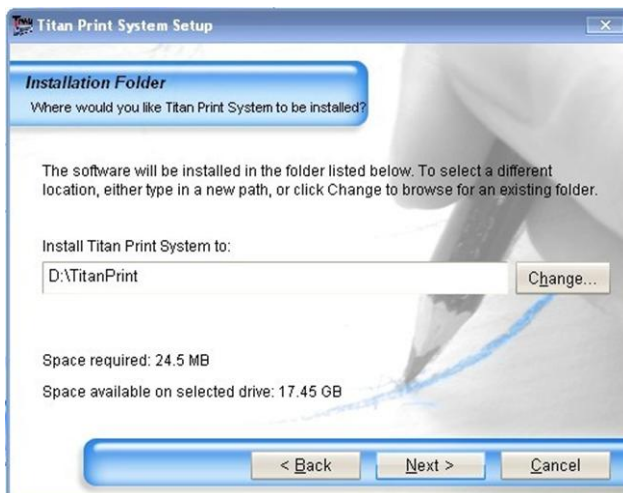 Titan Print System Setup
Installation Folder
Where would you like Titan Print System to be installed?
The software will be installed in the folder listed below. To select a different
location, either type in a new path, or click Change to browse for an existing folder.
Install Titan Print System to:
D:\TitanPrint
Change...
Space required: 24.5 MB
Space available on selected drive: 17.45 GB
< Back
Next >
Cancel